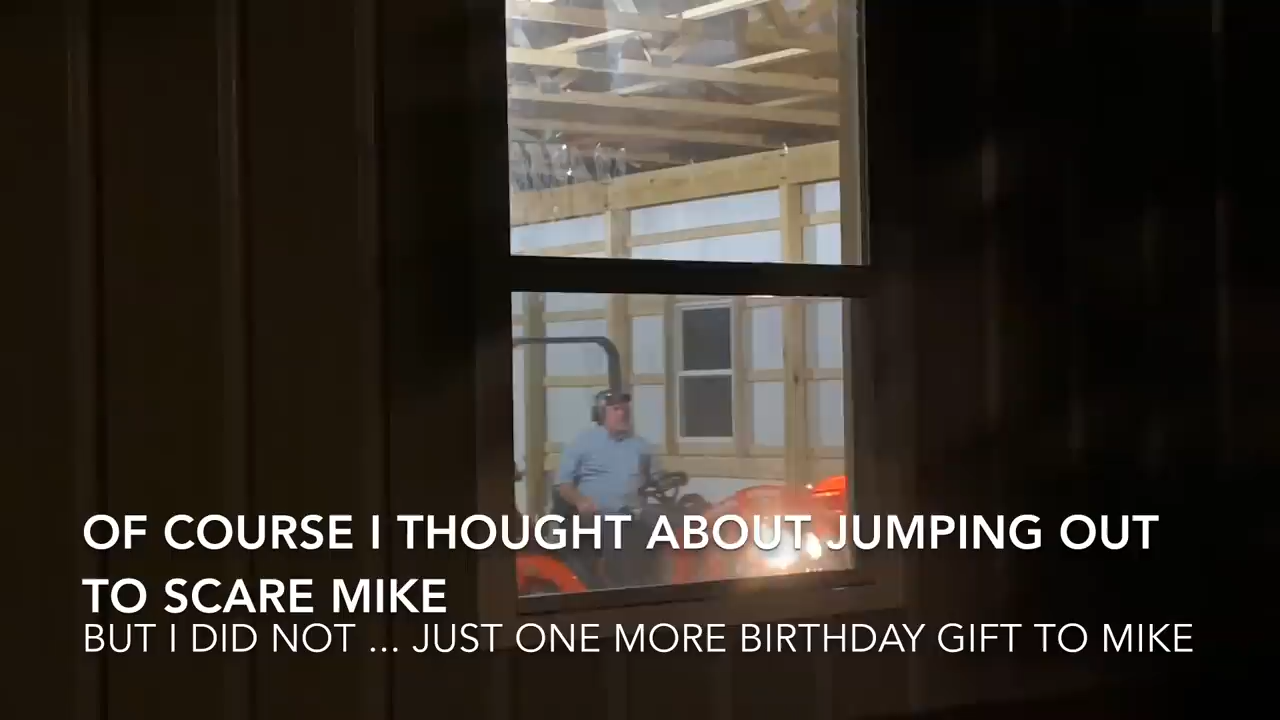 OF COURSE I THOUGHT ABOUT JUMPING OUT
TO SCARE MIKE
BUT I DID NOT ... JUST ONE MORE BIRTHDAY GIFT TO MIKE